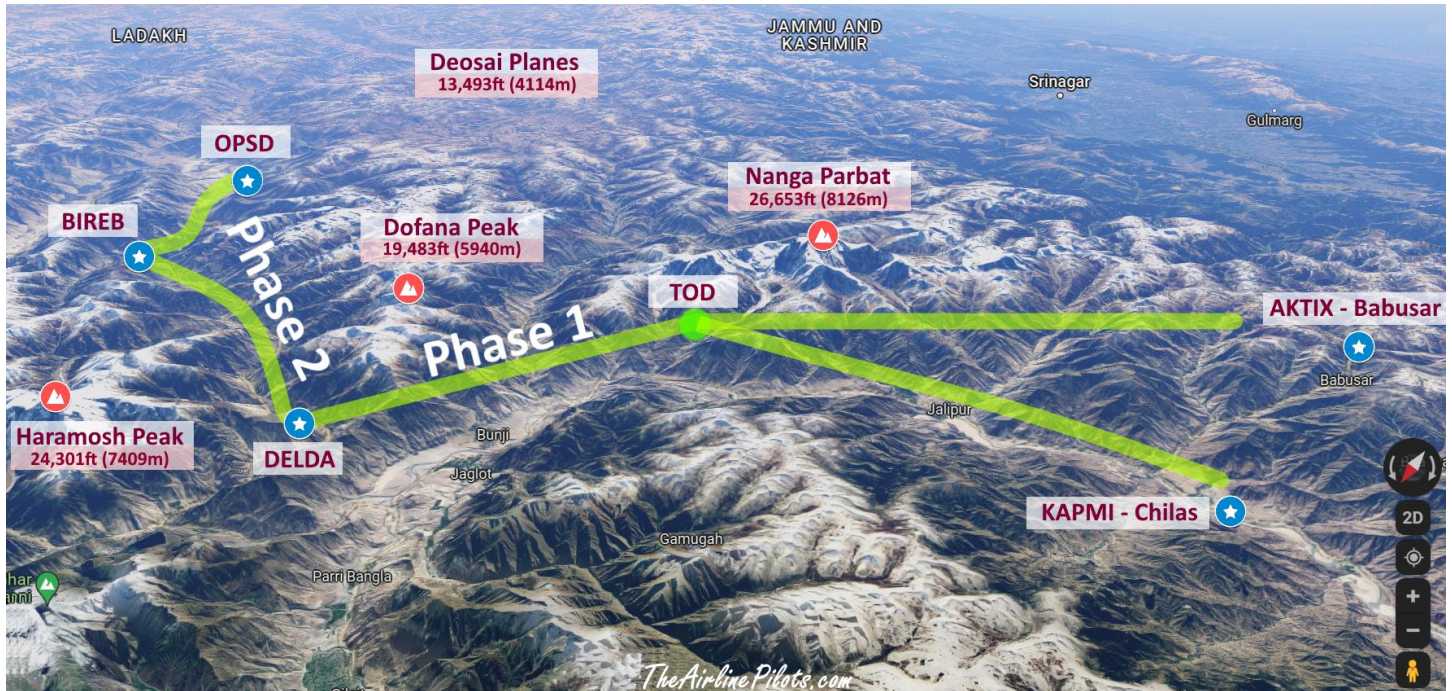 LADAKH
JAMMU AND
KASHMIR
Deosai Planes
13,493ft (4114m)
Srinagar
Gulmarg
OPSD
Nanga Parbat
26,653ft (8126m)
BIREB
Dofana Peak
19,483ft (5940m)
Phase 2
TOD
AKTIX - Babusar
Phase 1
Babusar
Haramosh Peak
24,301ft (7409m)
Jalipur
Bunji
DELDA
Jaglot
KAPMI - Chilas
2D
Gamugah
Parri Bangla
TheAirlinePilots.com